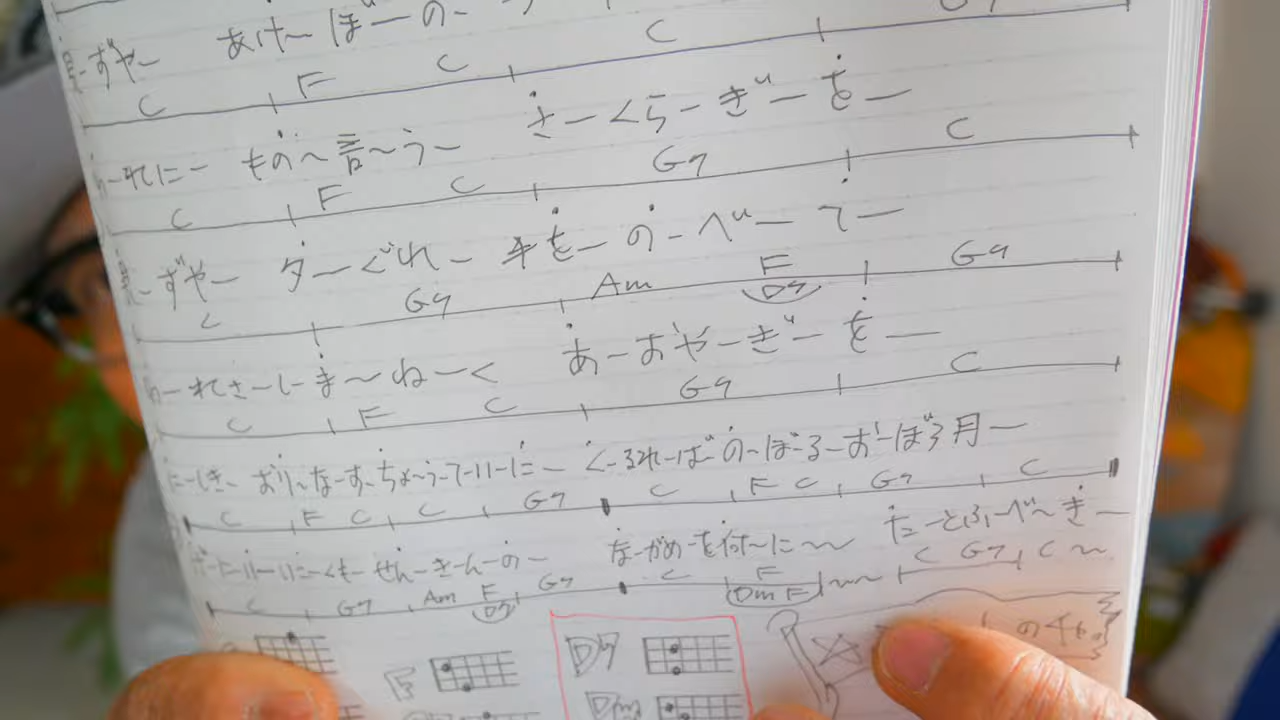 ずやー あけ〜ぼーのー
C F C C G7
れにー もの〜言〜うー さーくらーぎーをー
C F C G7 C
ずやー 夕ーぐれー 手をーのーべーてー
C G7 Am F D7 G7
れさーしーまーねーく あーおやーぎーをー
C F C G7 C
にーしきー おりーなーす、ちょーうーてーいーにー くーるれーばーのーぼーるーおーぼろ月ー
C F C C G7 C F C G7 C
にーくもーせんーきーんーのー なーがめーを何〜にー〜 たーとふーべーきー
C G7 Am F D7 G7 C F Dm F C G7 C
F D7 の
Dm